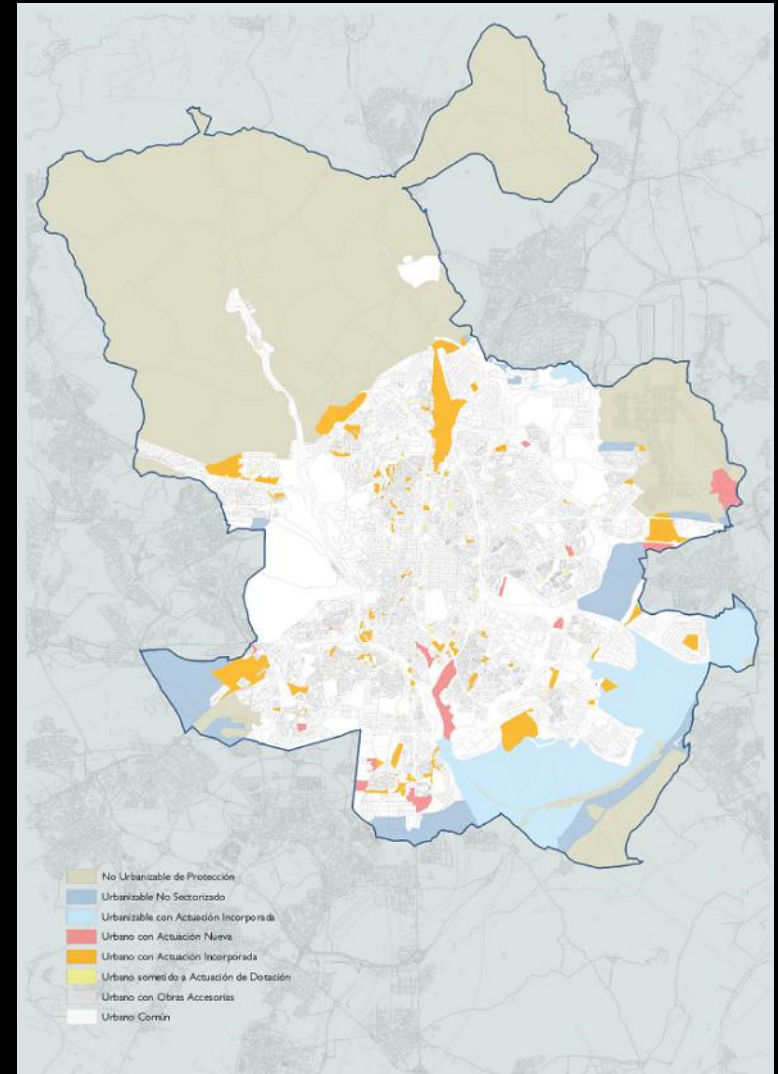 No Urbanizable de Protección
Urbanizable No Sectorizado
Urbanizable con Actuación Incorporada
Urbano con Actuación Nueva
Urbano con Actuación Incorporada
Urbano sometido a Actuación de Dotación
Urbano con Obras Accesorias
Urbano Común